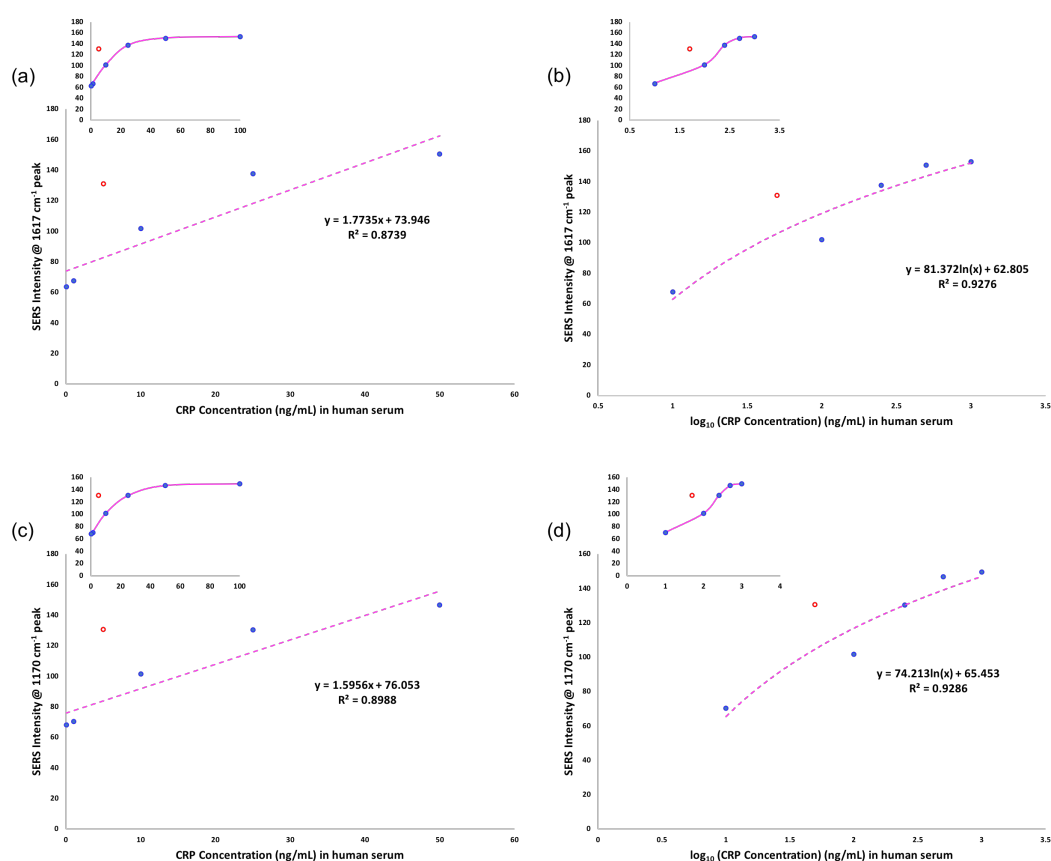 (a)
180
160
140
120
100
80
60
40
20
0
0 20 40 60 80 100
SERS Intensity @ 1617 cm⁻¹ peak
180
160
140
120
100
80
60
40
20
0
y = 1.7735x + 73.946
R² = 0.8739
0 10 20 30 40 50 60
CRP Concentration (ng/mL) in human serum
(b)
180
160
140
120
100
80
60
40
20
0
0.5 1.5 2.5 3.5
SERS Intensity @ 1617 cm⁻¹ peak
180
160
140
120
100
80
60
40
20
0
y = 81.372ln(x) + 62.805
R² = 0.9276
0.5 1 1.5 2 2.5 3 3.5
log₁₀ (CRP Concentration) (ng/mL) in human serum
(c)
160
140
120
100
80
60
40
20
0
0 20 40 60 80 100
SERS Intensity @ 1170 cm⁻¹ peak
180
160
140
120
100
80
60
40
20
0
y = 1.5956x + 76.053
R² = 0.8988
0 10 20 30 40 50 60
CRP Concentration (ng/mL) in human serum
(d)
160
140
120
100
80
60
40
20
0
0 1 2 3 4
SERS Intensity @ 1170 cm⁻¹ peak
160
140
120
100
80
60
40
20
0
y = 74.213ln(x) + 65.453
R² = 0.9286
0 0.5 1 1.5 2 2.5 3 3.5
log₁₀ (CRP Concentration) (ng/mL) in human serum